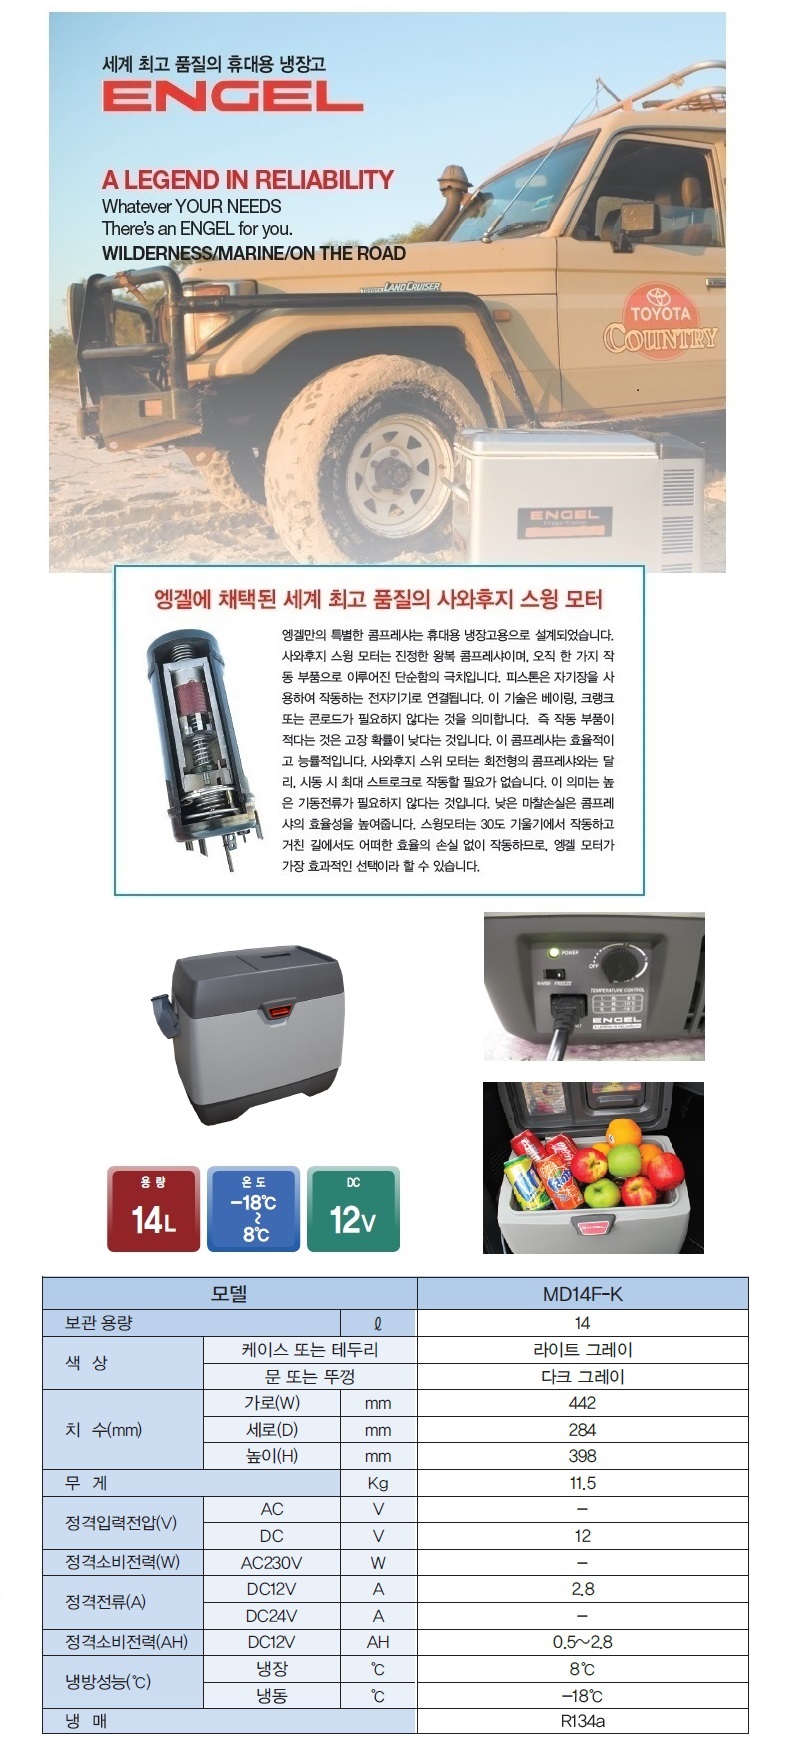 세계 최고 품질의 휴대용 냉장고
ENGEL
A LEGEND IN RELIABILITY
Whatever YOUR NEEDS
There's an ENGEL for you.
WILDERNESS/MARINE/ON THE ROAD
LANDCRUISER
TOYOTA
COUNTRY
ENGEL
엥겔에 채택된 세계 최고 품질의 사와후지 스윙 모터
엥겔만의 특별한 콤프레샤는 휴대용 냉장고용으로 설계되었습니다.
사와후지 스윙 모터는 진정한 왕복 콤프레샤이며, 오직 한 가지 작
동 부품으로 이루어진 단순함의 극치입니다. 피스톤은 자기장을 사
용하여 작동하는 전자기기로 연결됩니다. 이 기술은 베이링, 크랭크
또는 콘로드가 필요하지 않다는 것을 의미합니다. 즉 작동 부품이
적다는 것은 고장 확률이 낮다는 것입니다. 이 콤프레샤는 효율적이
고 능률적입니다. 사와후지 스위 모터는 회전형의 콤프레샤와는 달
리, 시동 시 최대 스트로크로 작동할 필요가 없습니다. 이 의미는 높
은 기동전류가 필요하지 않다는 것입니다. 낮은 마찰손실은 콤프레
샤의 효율성을 높여줍니다. 스윙모터는 30도 기울기에서 작동하고
거친 길에서도 어떠한 효율의 손실 없이 작동하므로, 엥겔 모터가
가장 효과적인 선택이라 할 수 있습니다.
POWER
OFF
WARM FREEZE
TEMPERATURE CONTROL
ENGEL
A LEGEND IN RELIABILITY
용 량
14L
온 도
-18℃
~
8℃
DC
12V
모델 MD14F-K
보관 용량 ℓ 14
색 상 케이스 또는 테두리 라이트 그레이
문 또는 뚜껑 다크 그레이
치 수(mm) 가로(W) mm 442
세로(D) mm 284
높이(H) mm 398
무 게 Kg 11.5
정격입력전압(V) AC V -
DC V 12
정격소비전력(W) AC230V W -
정격전류(A) DC12V A 2.8
DC24V A -
정격소비전력(AH) DC12V AH 0.5~2.8
냉방성능(℃) 냉장 ℃ 8℃
냉동 ℃ -18℃
냉 매 R134a